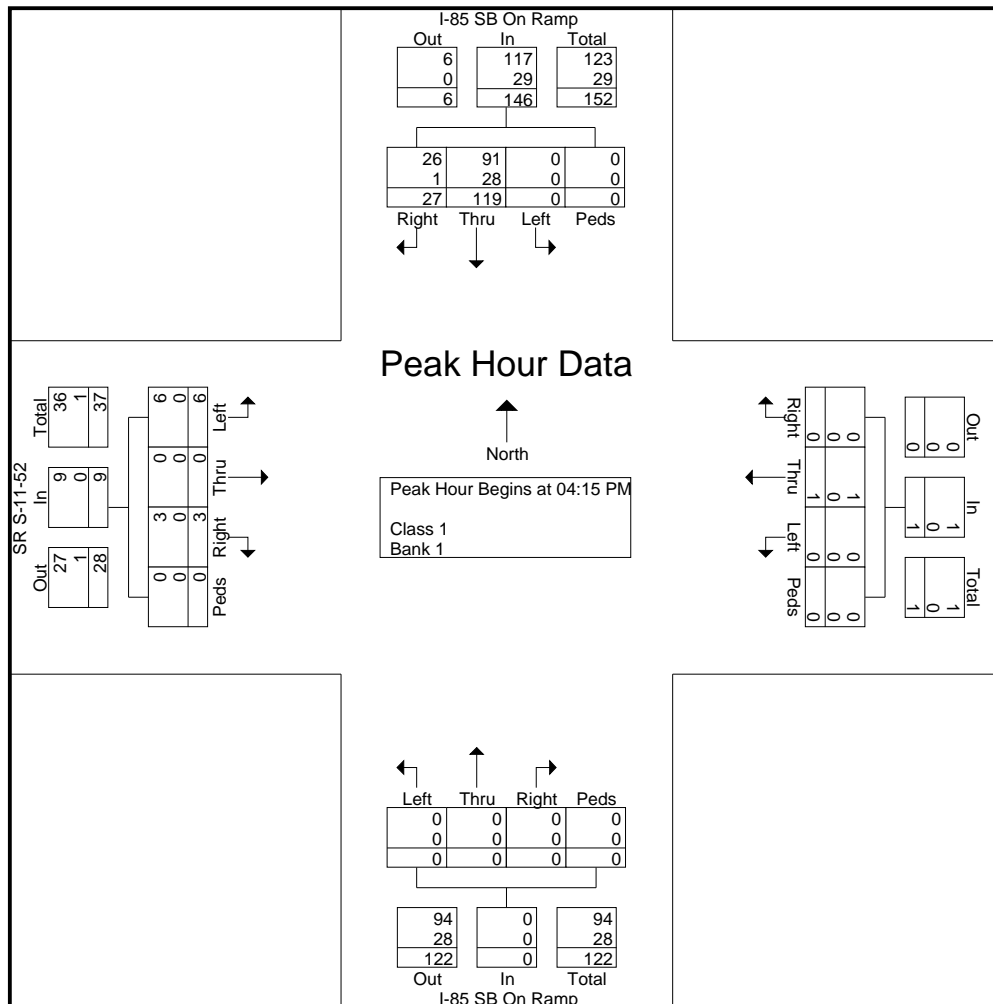 I-85 SB On Ramp
Out In Total
6 117 123
0 29 29
6 146 152
26 91 0 0
1 28 0 0
27 119 0 0
Right Thru Left Peds
Peak Hour Data
North
Peak Hour Begins at 04:15 PM
Class 1
Bank 1
SR S-11-52
Out In Total
27 9 36
1 0 1
28 9 37
Peds Right Thru Left
0 3 0 6
0 0 0 0
0 3 0 6
Right Thru Left Peds
0 1 0 0
0 0 0 0
0 1 0 0
Out In Total
0 1 1
0 0 0
0 1 1
Left Thru Right Peds
0 0 0 0
0 0 0 0
0 0 0 0
94 0 94
28 0 28
122 0 122
Out In Total
I-85 SB On Ramp